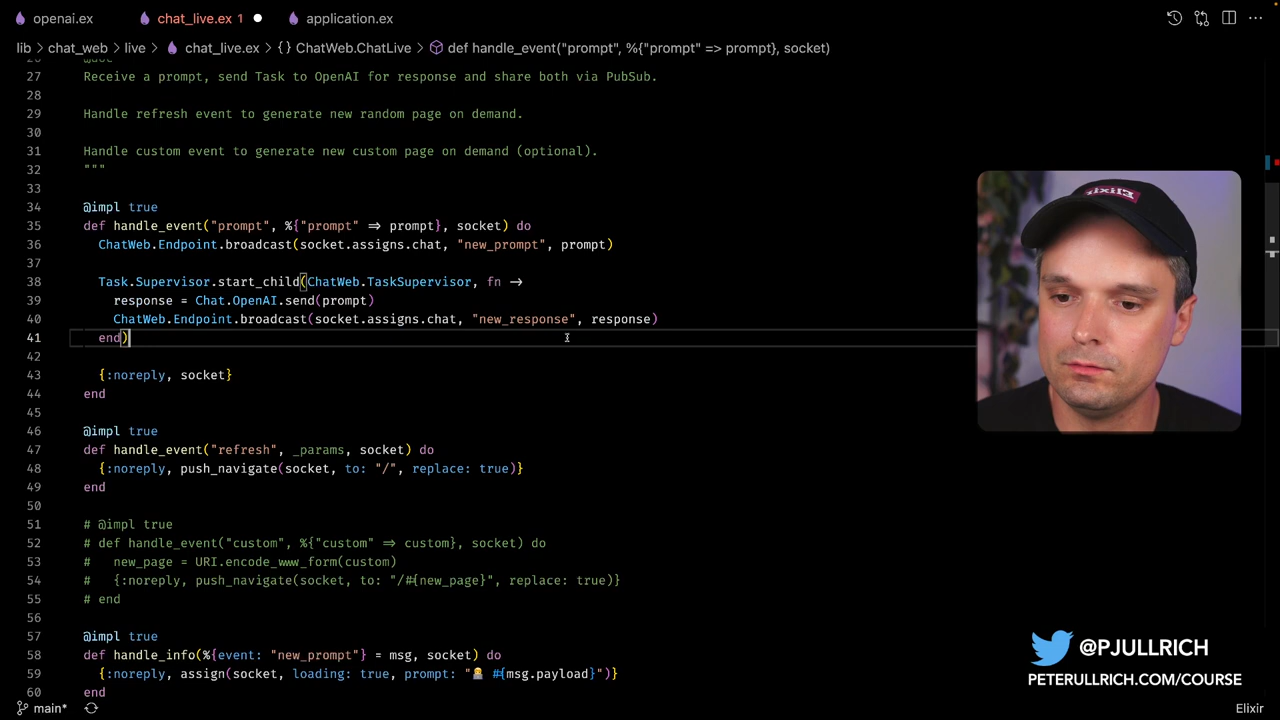 openai.ex
chat_live.ex 1
application.ex
lib > chat_web > live > chat_live.ex > {} ChatWeb.ChatLive > def handle_event("prompt", %{"prompt" => prompt}, socket)
27 Receive a prompt, send Task to OpenAI for response and share both via PubSub.
28
29 Handle refresh event to generate new random page on demand.
30
31 Handle custom event to generate new custom page on demand (optional).
32 """
33
34 @impl true
35 def handle_event("prompt", %{"prompt" => prompt}, socket) do
36 ChatWeb.Endpoint.broadcast(socket.assigns.chat, "new_prompt", prompt)
37
38 Task.Supervisor.start_child(ChatWeb.TaskSupervisor, fn ->
39 response = Chat.OpenAI.send(prompt)
40 ChatWeb.Endpoint.broadcast(socket.assigns.chat, "new_response", response)
41 end)
42
43 {:noreply, socket}
44 end
45
46 @impl true
47 def handle_event("refresh", _params, socket) do
48 {:noreply, push_navigate(socket, to: "/", replace: true)}
49 end
50
51 # @impl true
52 # def handle_event("custom", %{"custom" => custom}, socket) do
53 #   new_page = URI.encode_www_form(custom)
54 #   {:noreply, push_navigate(socket, to: "/#{new_page}", replace: true)}
55 # end
56
57 @impl true
58 def handle_info(%{event: "new_prompt"} = msg, socket) do
59 {:noreply, assign(socket, loading: true, prompt: "🧑‍💻 #{msg.payload}")}
60 end
@PJULLRICH
PETERULLRICH.COM/COURSE
main*
Elixir